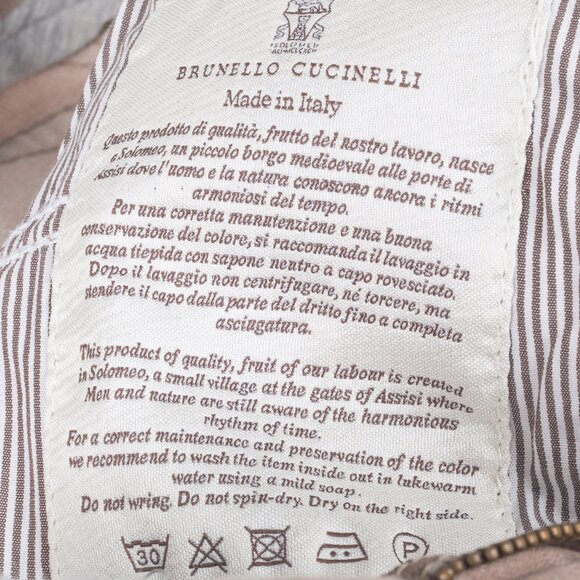 SOLOMEO
BRUNELLO CUCINELLI
Made in Italy
Questo prodotto di qualità, frutto del nostro lavoro, nasce
a Solomeo, un piccolo borgo medioevale alle porte di
Assisi dove l'uomo e la natura conoscono ancora i ritmi
armoniosi del tempo.
Per una corretta manutenzione e una buona
conservazione del colore, si raccomanda il lavaggio in
acqua tiepida con sapone neutro a capo rovesciato.
Dopo il lavaggio non centrifugare, né torcere, ma
stendere il capo dalla parte del dritto fino a completa
asciugatura.
This product of quality, fruit of our labour is created
in Solomeo, a small village at the gates of Assisi where
Men and nature are still aware of the harmonious
rhythm of time.
For a correct maintenance and preservation of the color
we recommend to wash the item inside out in lukewarm
water using a mild soap.
Do not wring. Do not spin-dry. Dry on the right side.
30 P